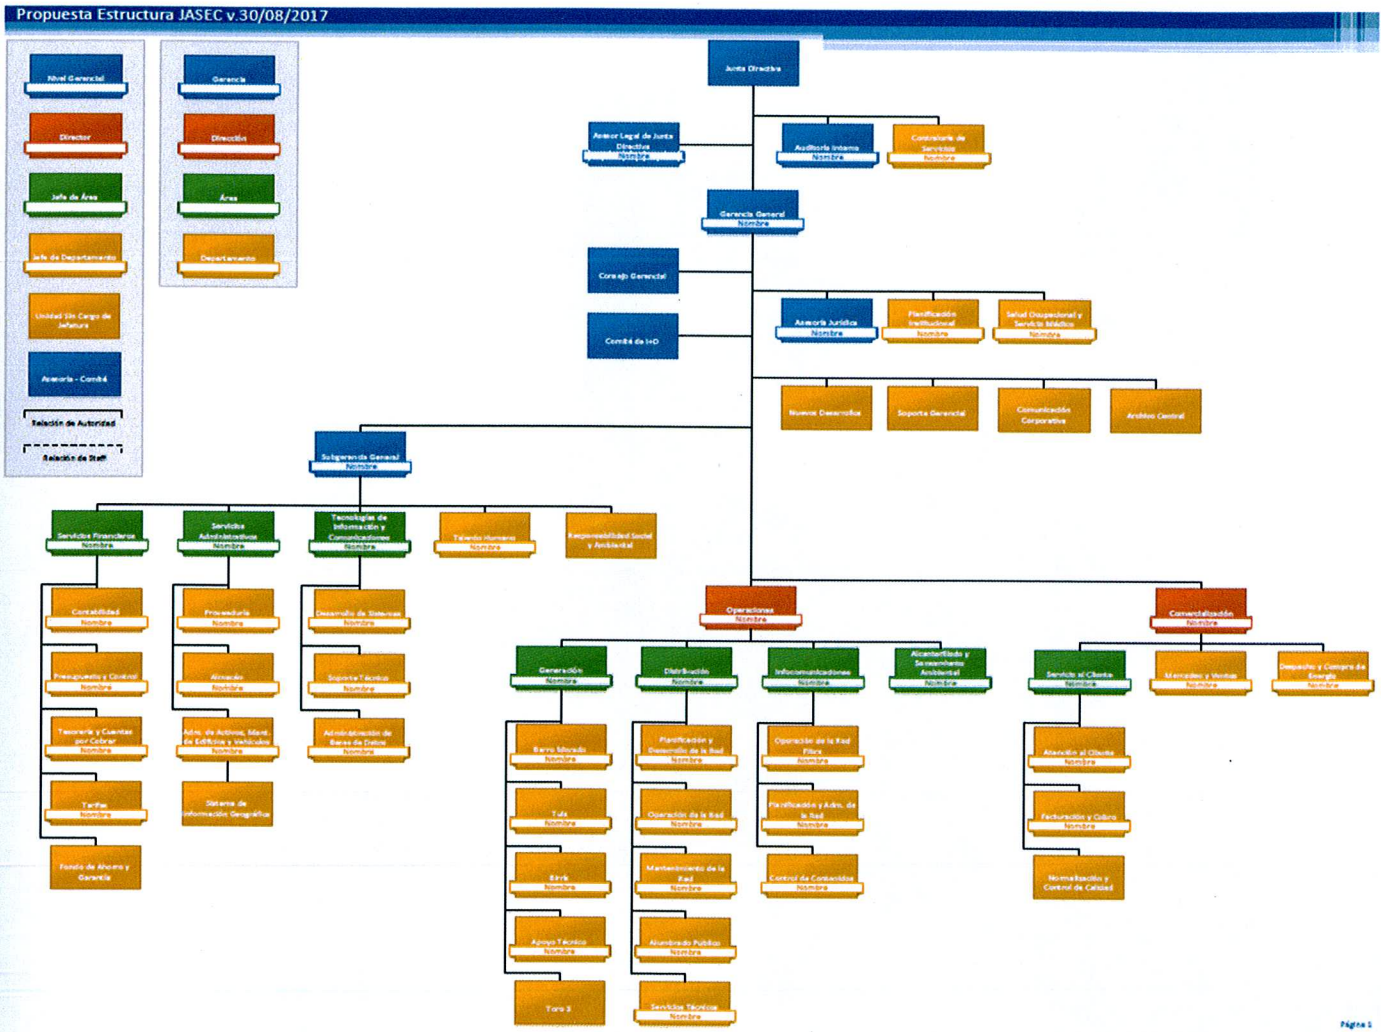 Propuesta Estructura JASEC v.30/08/2017
Nivel Gerencial
Director
Jefe de Área
Jefe de Departamento
Unidad Sin Cargo de
Jefatura
Asesoría - Comité
Relación de Autoridad
Relación de Staff
Gerencia
Dirección
Área
Departamento
Junta Directiva
Asesor Legal de Junta
Directiva
Nombre
Auditoría Interna
Nombre
Contraloría de
Servicios
Nombre
Gerencia General
Nombre
Consejo Gerencial
Comité de I+D
Asesoría Jurídica
Nombre
Planificación
Institucional
Nombre
Salud Ocupacional y
Servicio Médico
Nombre
Nuevos Desarrollos
Soporte Gerencial
Comunicación
Corporativa
Archivo Central
Subgerencia General
Nombre
Servicios Financieros
Nombre
Servicios
Administrativos
Nombre
Tecnologías de
Información y
Comunicaciones
Nombre
Talento Humano
Nombre
Responsabilidad Social
y Ambiental
Contabilidad
Nombre
Presupuesto y Control
Nombre
Tesorería y Cuentas
por Cobrar
Nombre
Tarifas
Nombre
Fondo de Ahorro y
Garantía
Proveeduría
Nombre
Almacén
Nombre
Adm. de Activos, Mant.
de Edificios y Vehículos
Nombre
Sistema de
Información Geográfico
Desarrollo de Sistemas
Nombre
Soporte Técnico
Nombre
Administración de
Bases de Datos
Nombre
Operaciones
Nombre
Comercialización
Nombre
Generación
Nombre
Distribución
Nombre
Infocomunicaciones
Nombre
Alcantarillado y
Saneamiento
Ambiental
Nombre
Servicio al Cliente
Nombre
Mercadeo y Ventas
Nombre
Despacho y Compra de
Energía
Nombre
Barro Morado
Nombre
Tuis
Nombre
Birrís
Nombre
Apoyo Técnico
Nombre
Toro 3
Planificación y
Desarrollo de la Red
Nombre
Operación de la Red
Nombre
Mantenimiento de la
Red
Nombre
Alumbrado Publico
Nombre
Servicios Técnicos
Nombre
Operación de la Red
Fibra
Nombre
Planificación y Adm. de
la Red
Nombre
Control de Contenidos
Nombre
Atención al Cliente
Nombre
Facturación y Cobro
Nombre
Normalización y
Control de Calidad
Página 1